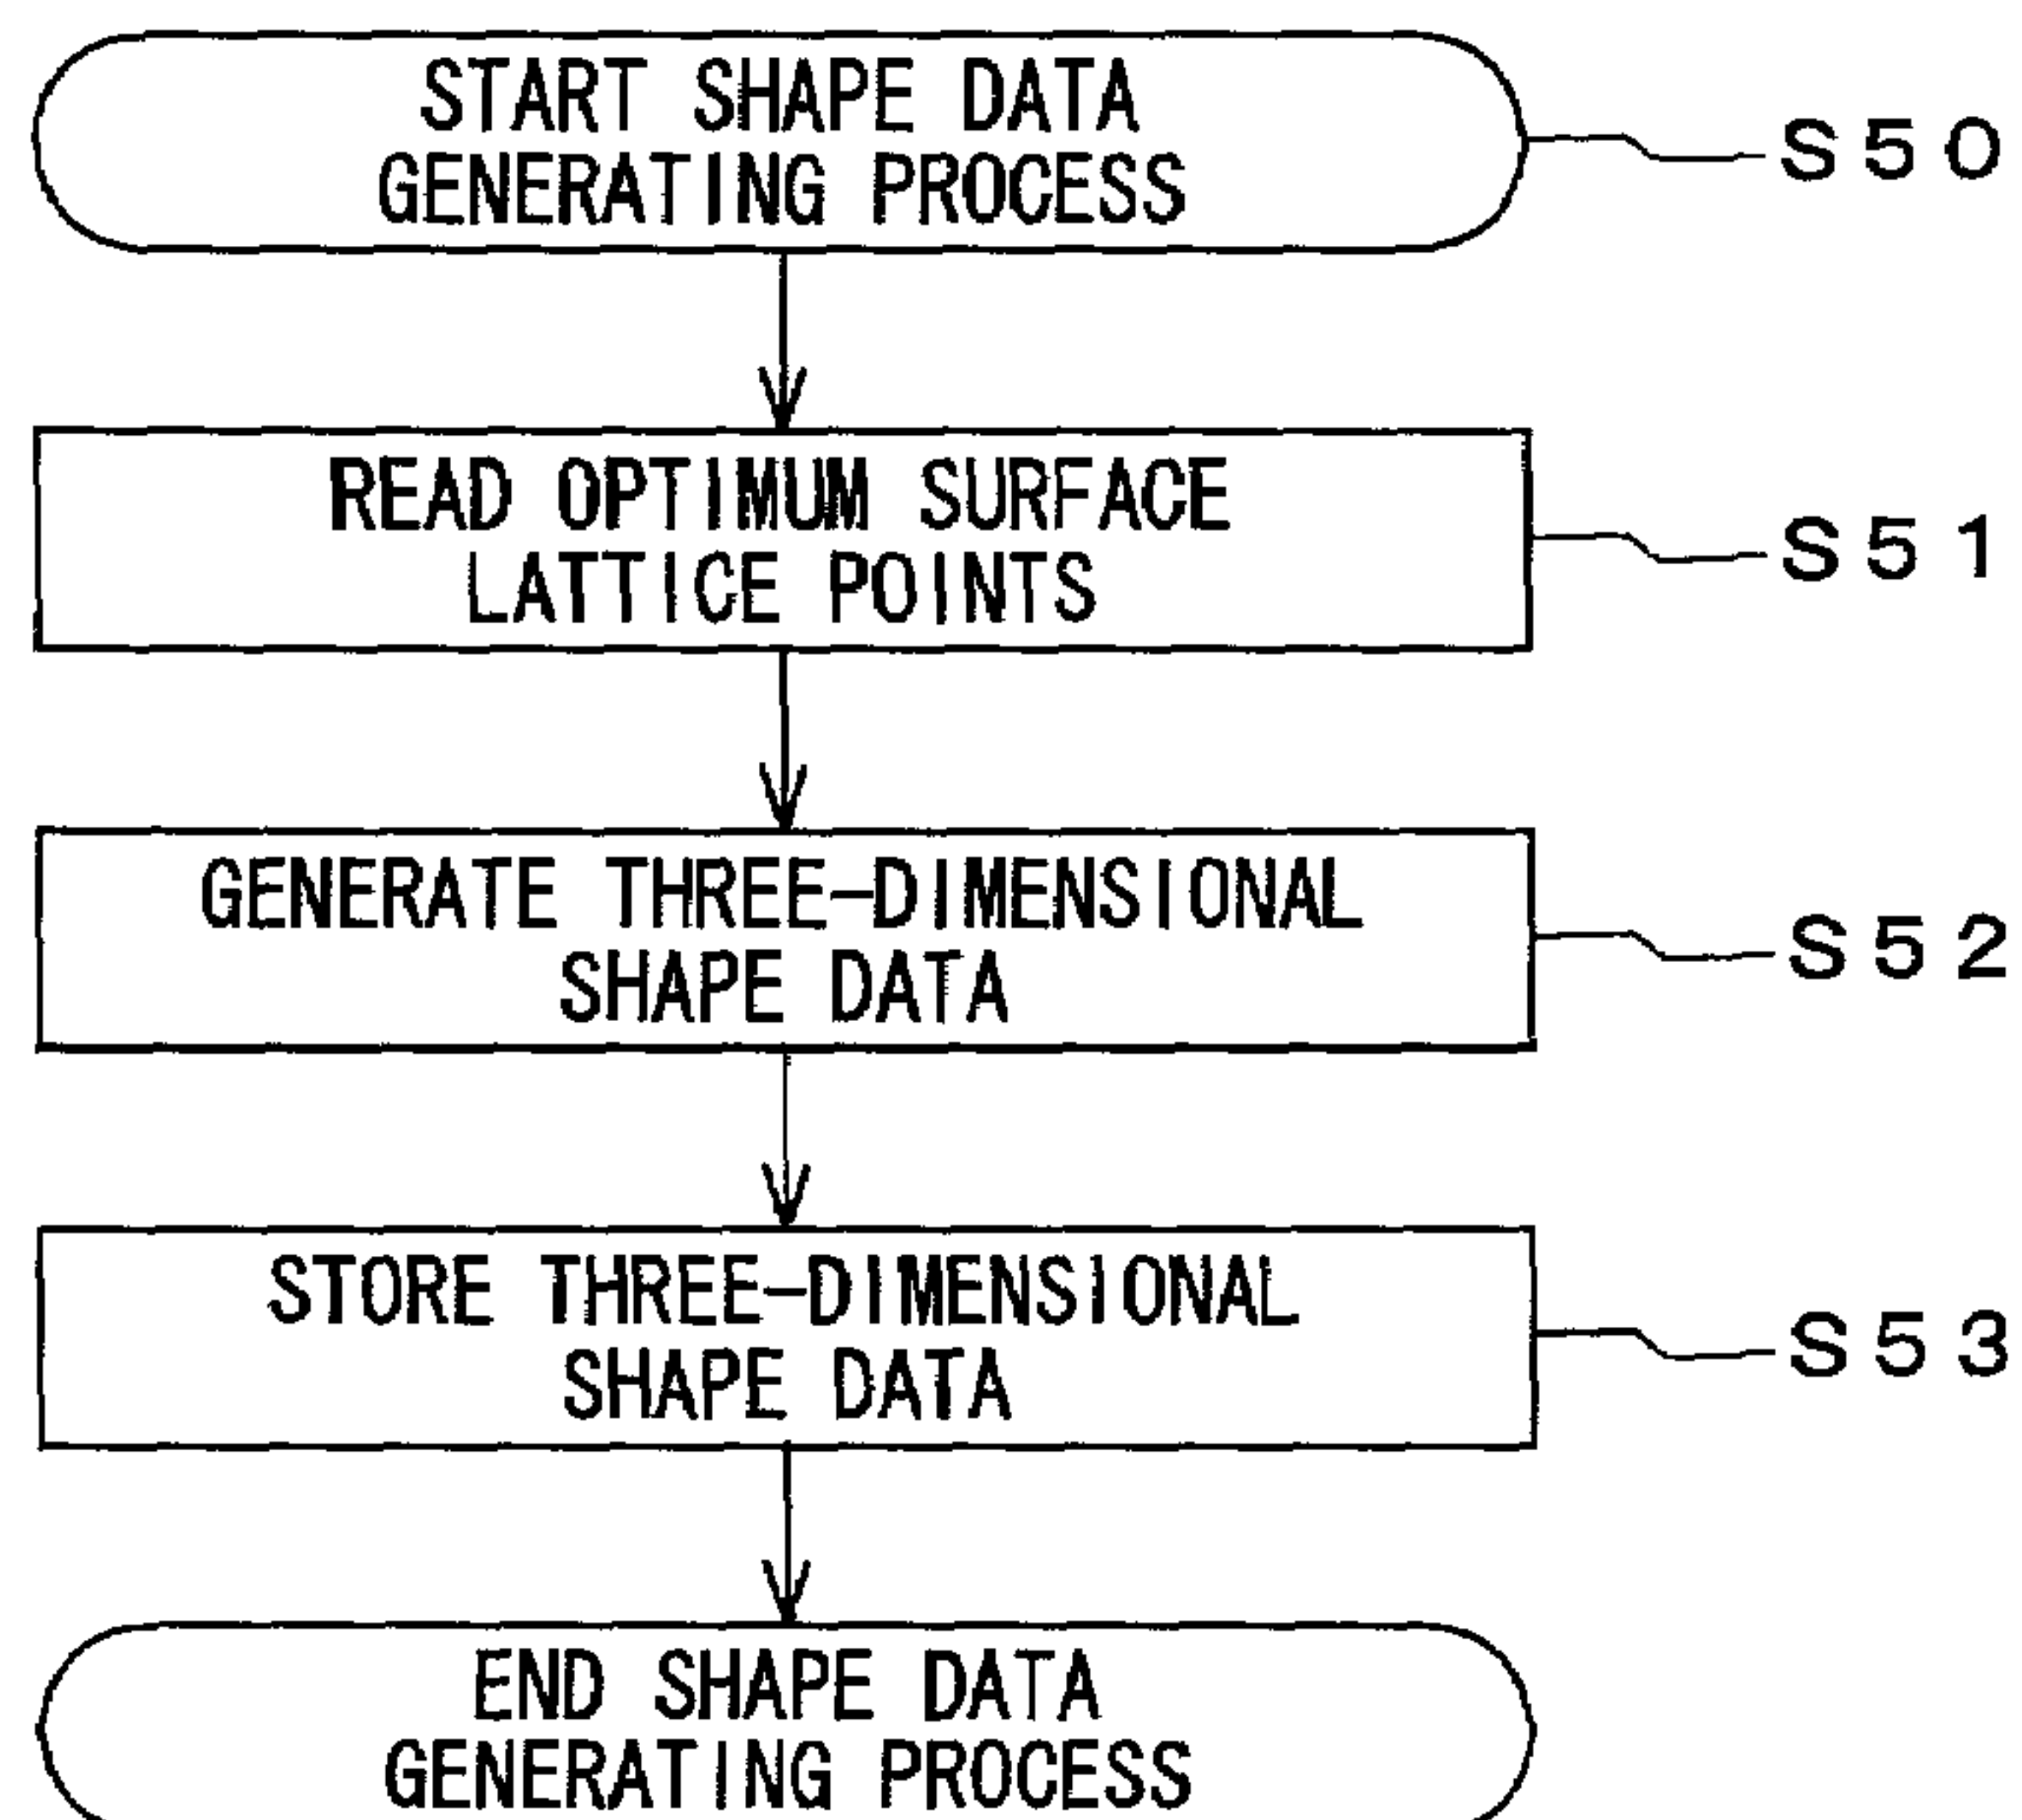 START SHAPE DATA
GENERATING PROCESS
S50
READ OPTIMUM SURFACE
LATTICE POINTS
S51
GENERATE THREE-DIMENSIONAL
SHAPE DATA
S52
STORE THREE-DIMENSIONAL
SHAPE DATA
S53
END SHAPE DATA
GENERATING PROCESS